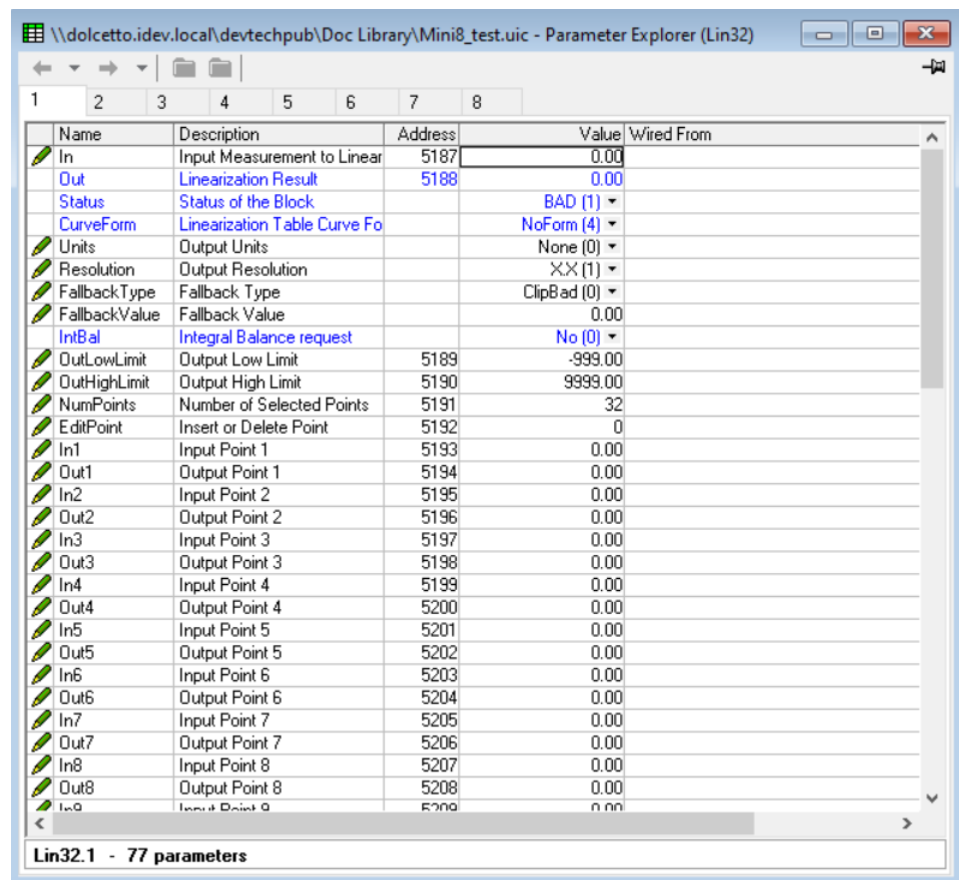 \\dolcetto.idev.local\devtechpub\Doc Library\Mini8_test.uic - Parameter Explorer (Lin32)
1 2 3 4 5 6 7 8
Name Description Address Value Wired From
In Input Measurement to Linear 5187 0.00
Out Linearization Result 5188 0.00
Status Status of the Block BAD (1)
CurveForm Linearization Table Curve Fo NoForm (4)
Units Output Units None (0)
Resolution Output Resolution X.X (1)
FallbackType Fallback Type ClipBad (0)
FallbackValue Fallback Value 0.00
IntBal Integral Balance request No (0)
OutLowLimit Output Low Limit 5189 -999.00
OutHighLimit Output High Limit 5190 9999.00
NumPoints Number of Selected Points 5191 32
EditPoint Insert or Delete Point 5192 0
In1 Input Point 1 5193 0.00
Out1 Output Point 1 5194 0.00
In2 Input Point 2 5195 0.00
Out2 Output Point 2 5196 0.00
In3 Input Point 3 5197 0.00
Out3 Output Point 3 5198 0.00
In4 Input Point 4 5199 0.00
Out4 Output Point 4 5200 0.00
In5 Input Point 5 5201 0.00
Out5 Output Point 5 5202 0.00
In6 Input Point 6 5203 0.00
Out6 Output Point 6 5204 0.00
In7 Input Point 7 5205 0.00
Out7 Output Point 7 5206 0.00
In8 Input Point 8 5207 0.00
Out8 Output Point 8 5208 0.00
In9 Input Point 9 5209 0.00
Lin32.1 - 77 parameters